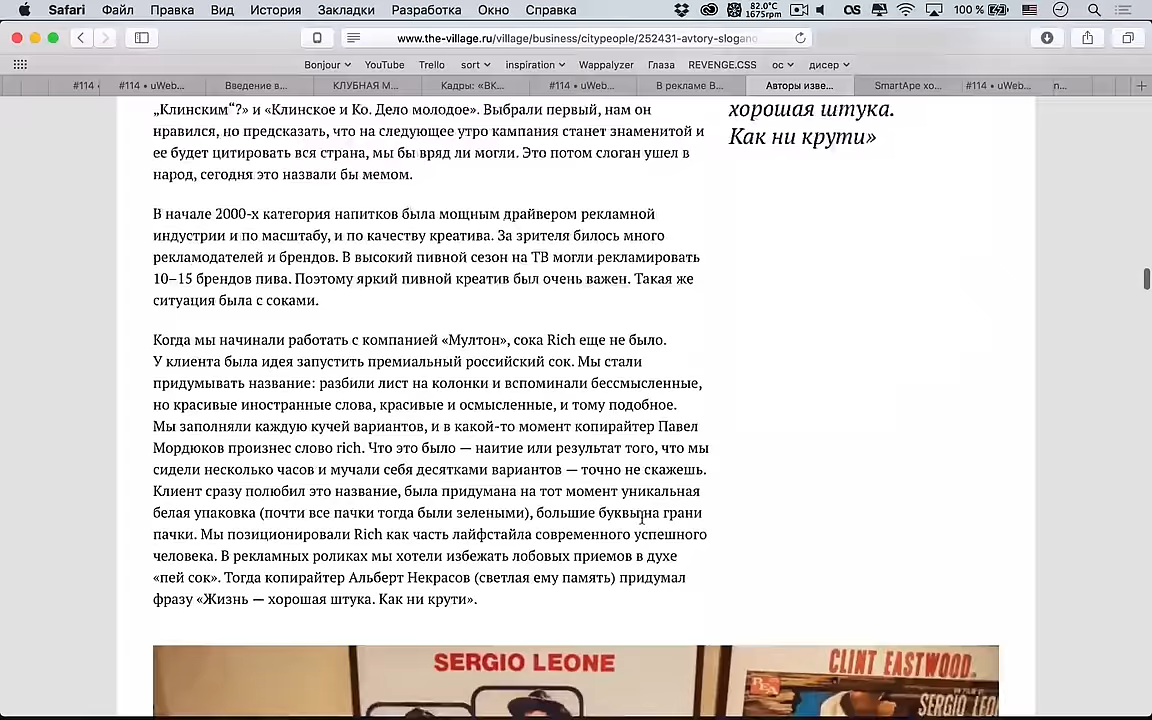 Safari Файл Правка Вид История Закладки Разработка Окно Справка 82.0°C 1675rpm 100 %
www.the-village.ru/village/business/citypeople/252431-avtory-slogano
Bonjour YouTube Trello sort inspiration Wappalyzer Глаза REVENGE.CSS ос дисер
#114 #114 • uWeb... Введение в... КЛУБНАЯ М... Кадры: «ВК... #114 • uWeb... В рекламе В... Авторы изве... SmartApe хо... #114 • uWeb... п...
„Клинским“?» и «Клинское и Ко. Дело молодое». Выбрали первый, нам он
нравился, но предсказать, что на следующее утро кампания станет знаменитой и
ее будет цитировать вся страна, мы бы вряд ли могли. Это потом слоган ушел в
народ, сегодня это назвали бы мемом.
хорошая штука.
Как ни крути»
В начале 2000-х категория напитков была мощным драйвером рекламной
индустрии и по масштабу, и по качеству креатива. За зрителя билось много
рекламодателей и брендов. В высокий пивной сезон на ТВ могли рекламировать
10–15 брендов пива. Поэтому яркий пивной креатив был очень важен. Такая же
ситуация была с соками.
Когда мы начинали работать с компанией «Мултон», сока Rich еще не было.
У клиента была идея запустить премиальный российский сок. Мы стали
придумывать название: разбили лист на колонки и вспоминали бессмысленные,
но красивые иностранные слова, красивые и осмысленные, и тому подобное.
Мы заполняли каждую кучей вариантов, и в какой-то момент копирайтер Павел
Мордюков произнес слово rich. Что это было — наитие или результат того, что мы
сидели несколько часов и мучали себя десятками вариантов — точно не скажешь.
Клиент сразу полюбил это название, была придумана на тот момент уникальная
белая упаковка (почти все пачки тогда были зелеными), большие буквы на грани
пачки. Мы позиционировали Rich как часть лайфстайла современного успешного
человека. В рекламных роликах мы хотели избежать лобовых приемов в духе
«пей сок». Тогда копирайтер Альберт Некрасов (светлая ему память) придумал
фразу «Жизнь — хорошая штука. Как ни крути».
SERGIO LEONE
CLINT EASTWOOD
SERGIO LEO